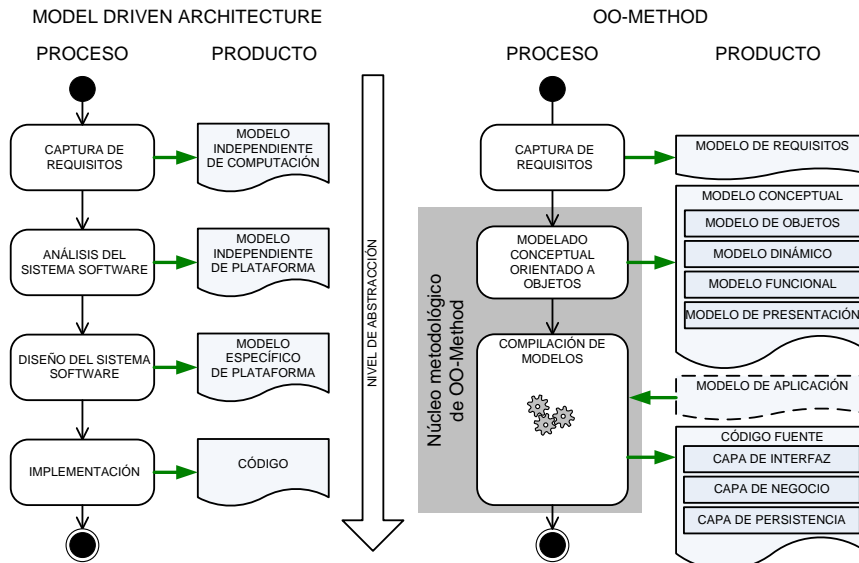 MODEL DRIVEN ARCHITECTURE
PROCESO
PRODUCTO
CAPTURA DE
REQUISITOS
MODELO
INDEPENDIENTE
DE COMPUTACIÓN
ANÁLISIS DEL
SISTEMA SOFTWARE
MODELO
INDEPENDIENTE
DE PLATAFORMA
DISEÑO DEL SISTEMA
SOFTWARE
MODELO
ESPECÍFICO
DE PLATAFORMA
IMPLEMENTACIÓN
CÓDIGO
NIVEL DE ABSTRACCIÓN
OO-METHOD
PROCESO
PRODUCTO
CAPTURA DE
REQUISITOS
MODELO DE REQUISITOS
Núcleo metodológico
de OO-Method
MODELADO
CONCEPTUAL
ORIENTADO A
OBJETOS
MODELO CONCEPTUAL
MODELO DE OBJETOS
MODELO DINÁMICO
MODELO FUNCIONAL
MODELO DE PRESENTACIÓN
COMPILACIÓN DE
MODELOS
MODELO DE APLICACIÓN
CÓDIGO FUENTE
CAPA DE INTERFAZ
CAPA DE NEGOCIO
CAPA DE PERSISTENCIA